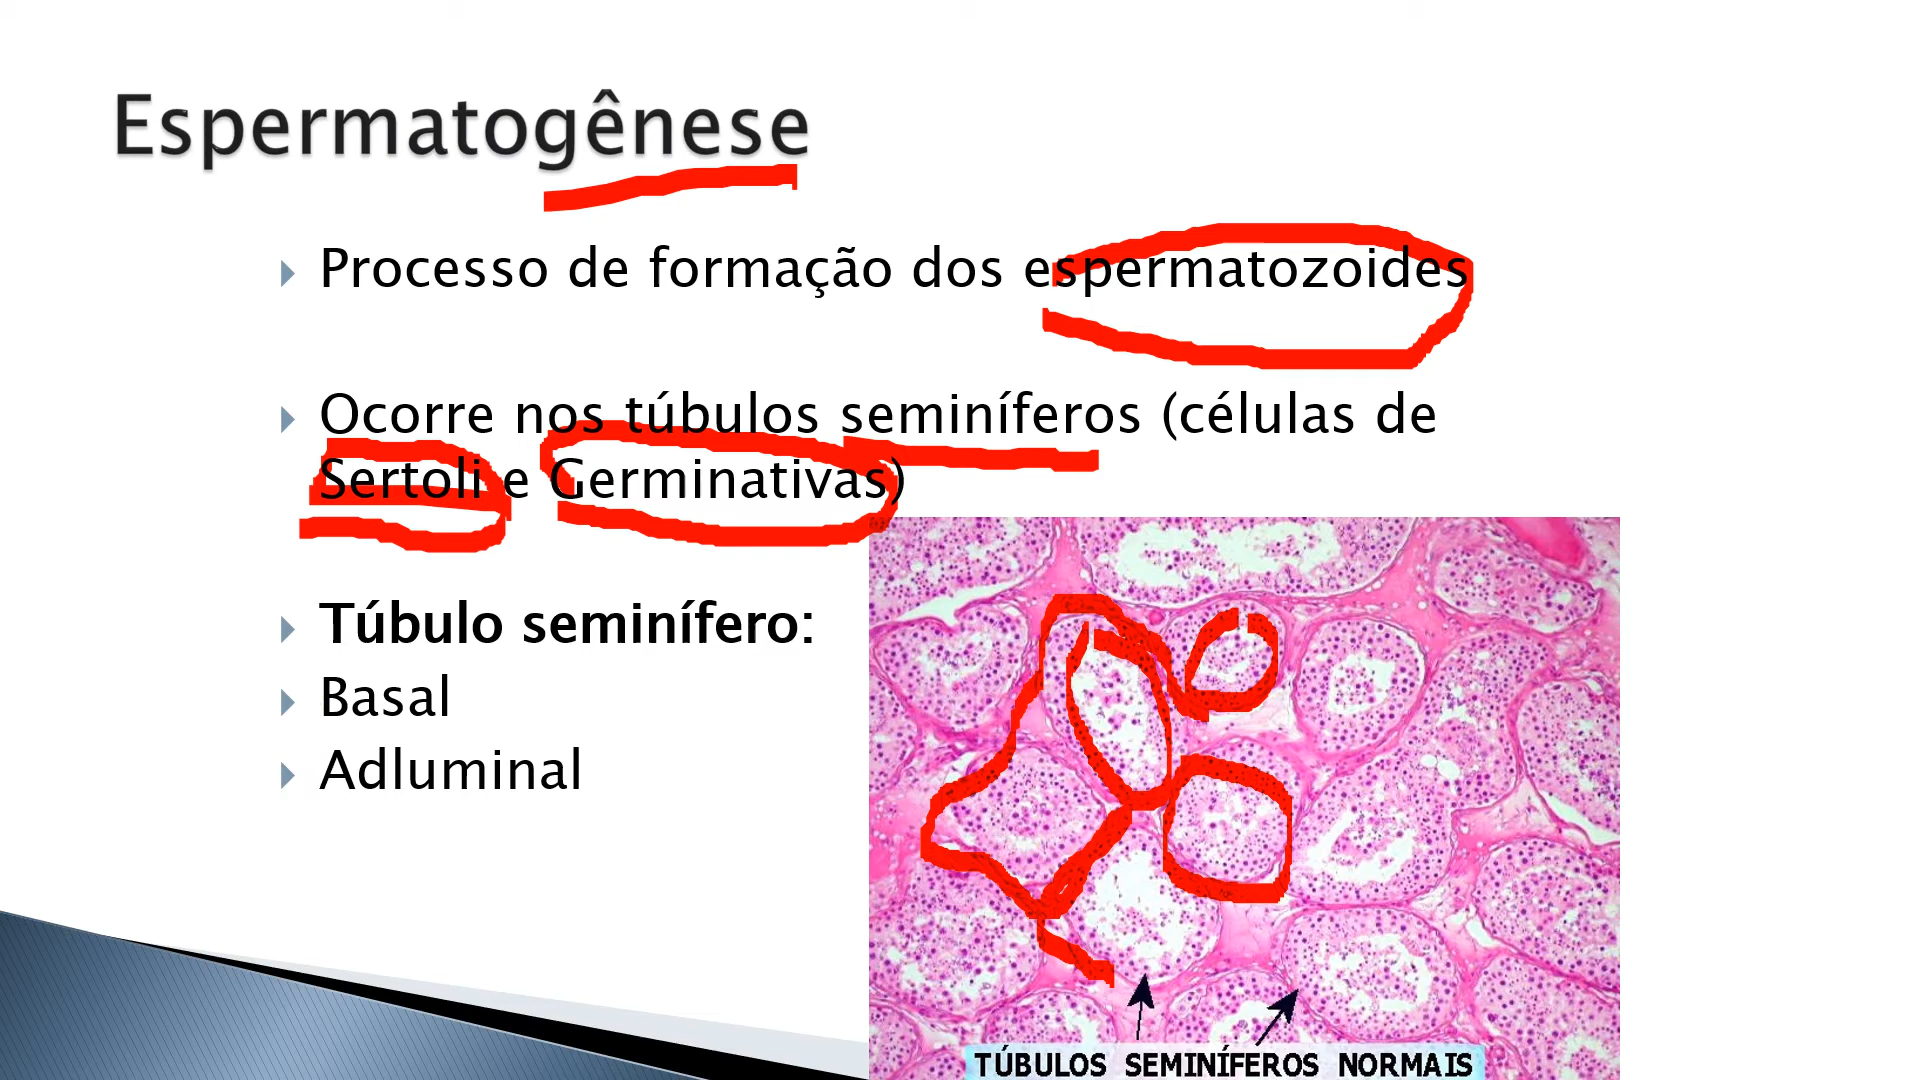 Espermatogênese
Processo de formação dos espermatozoides
Ocorre nos túbulos seminíferos (células de
Sertoli e Germinativas)
Túbulo seminífero:
Basal
Adluminal
TÚBULOS SEMINÍFEROS NORMAIS